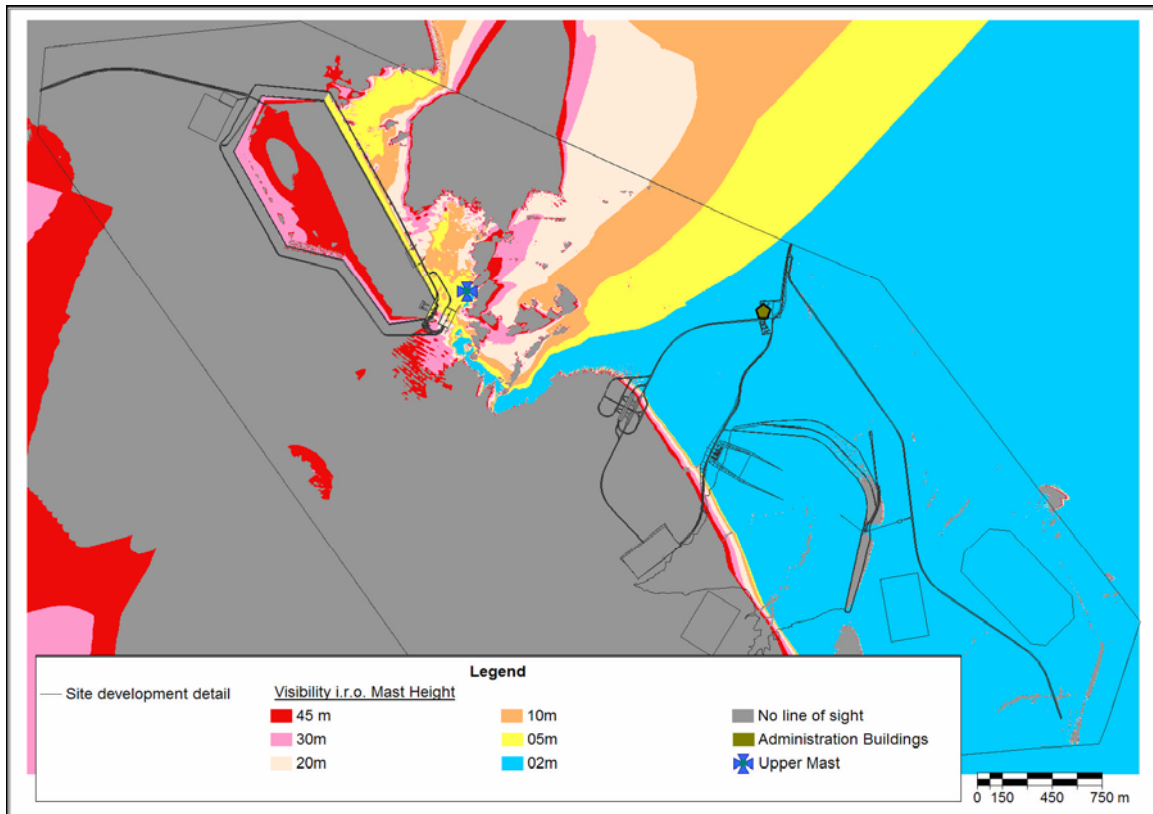 Legend
Site development detail
Visibility i.r.o. Mast Height
45 m
30m
20m
10m
05m
02m
No line of sight
Administration Buildings
Upper Mast
0 150 450 750 m